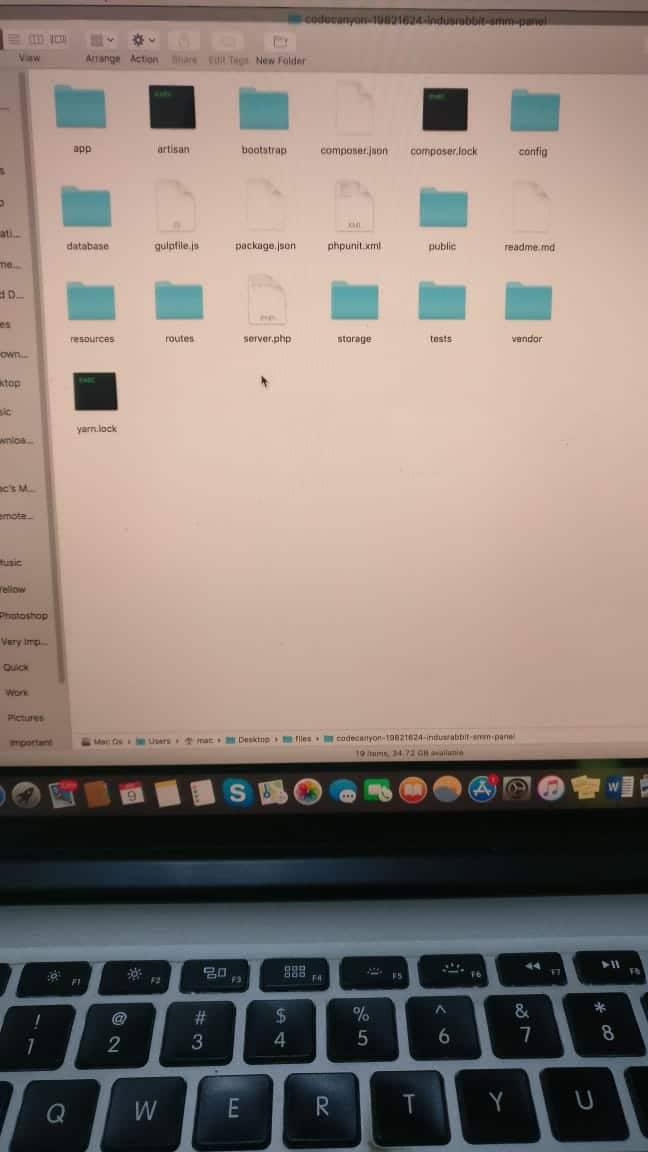 codecanyon-19821624-indusrabbit-smm-panel
View Arrange Action Share Edit Tags New Folder
app artisan bootstrap composer.json composer.lock config
database gulpfile.js package.json phpunit.xml public readme.md
resources routes server.php storage tests vendor
yarn.lock
ati...
me...
d D...
es
own...
ktop
sic
wnloa...
ac's M...
emote...
Music
Yellow
Photoshop
Very Imp...
Quick
Work
Pictures
Important
Mac Os › Users › mac › Desktop › files › codecanyon-19821624-indusrabbit-smm-panel
19 items, 34.72 GB available
9 S W
F1 F2 F3 F4 F5 F6 F7 F8
! @ # $ % ^ & *
1 2 3 4 5 6 7 8
Q W E R T Y U